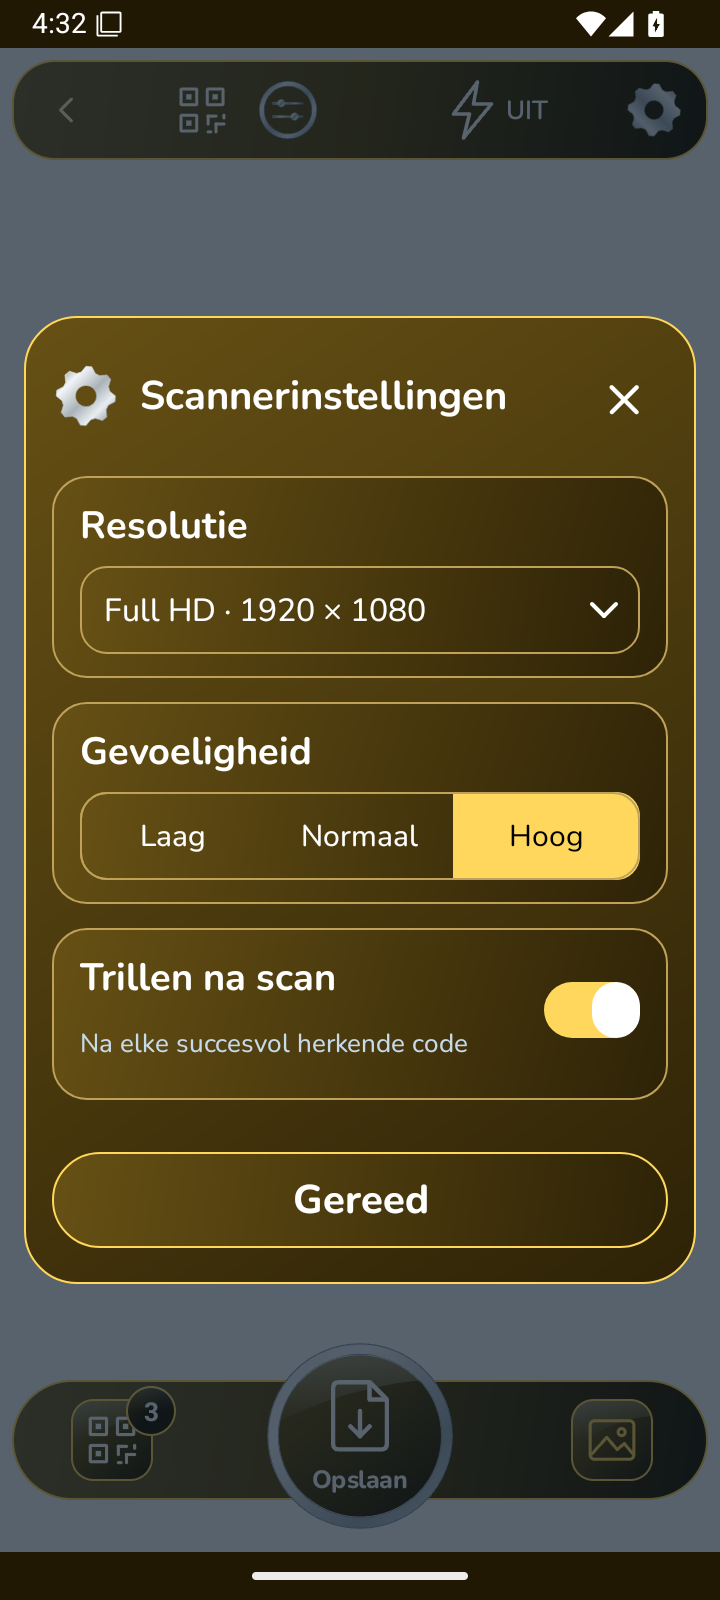 4:32
UIT
Scannerinstellingen
Resolutie
Full HD · 1920 × 1080
Gevoeligheid
Laag Normaal Hoog
Trillen na scan
Na elke succesvol herkende code
Gereed
3
Opslaan